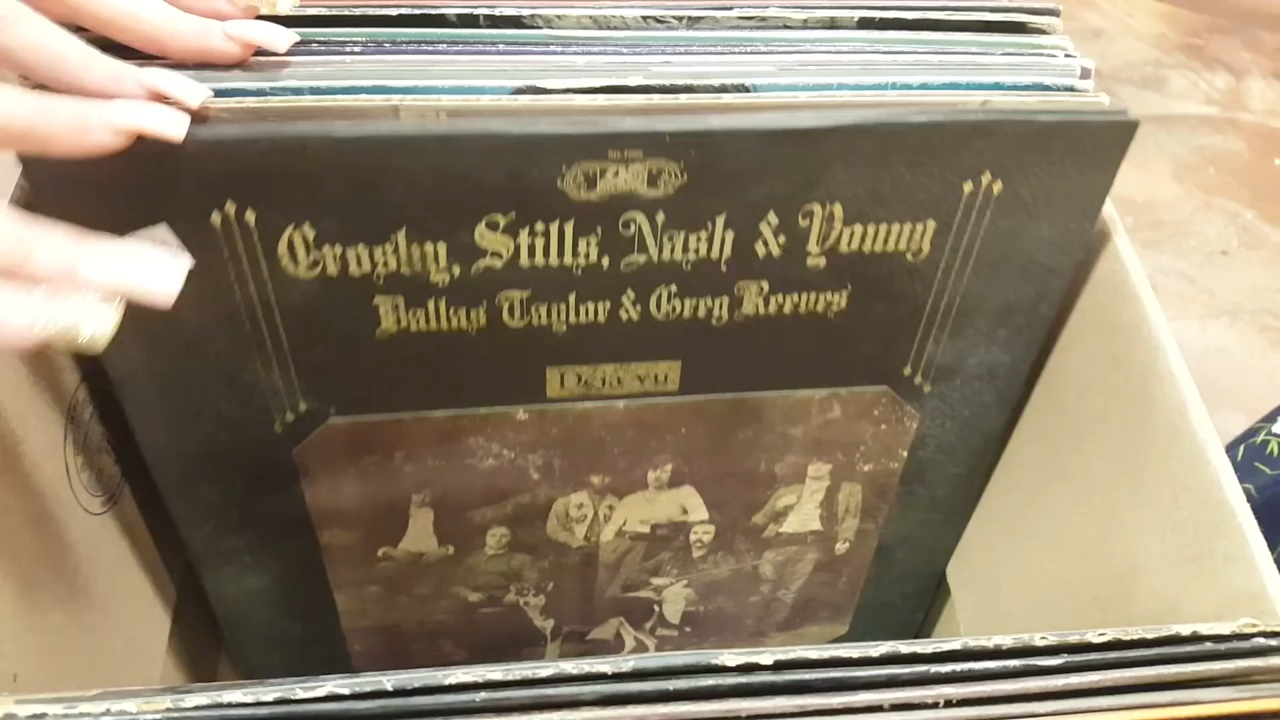 Crosby, Stills, Nash & Young
Dallas Taylor & Greg Reeves
Déjà vu